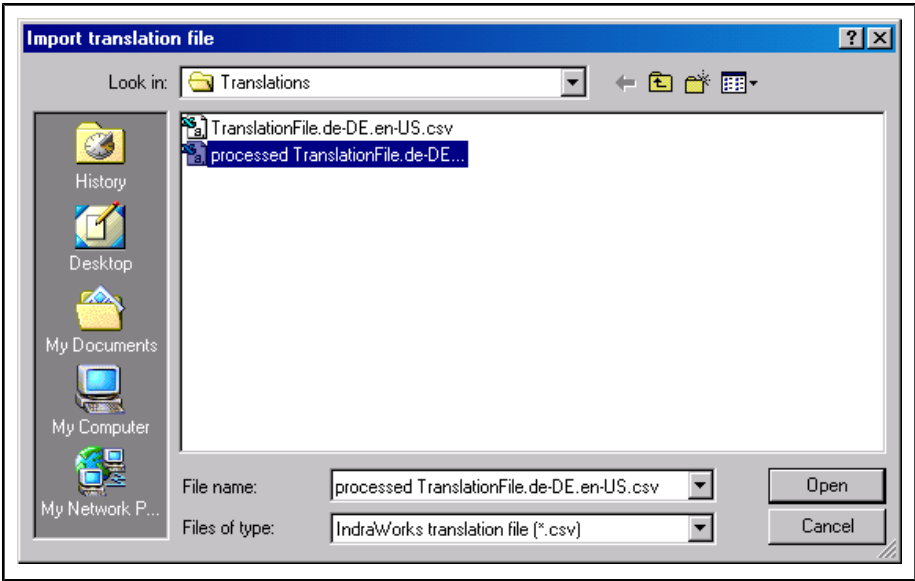 Import translation file
Look in: Translations
TranslationFile.de-DE.en-US.csv
processed TranslationFile.de-DE...
History
Desktop
My Documents
My Computer
My Network P...
File name: processed TranslationFile.de-DE.en-US.csv Open
Files of type: IndraWorks translation file (*.csv) Cancel